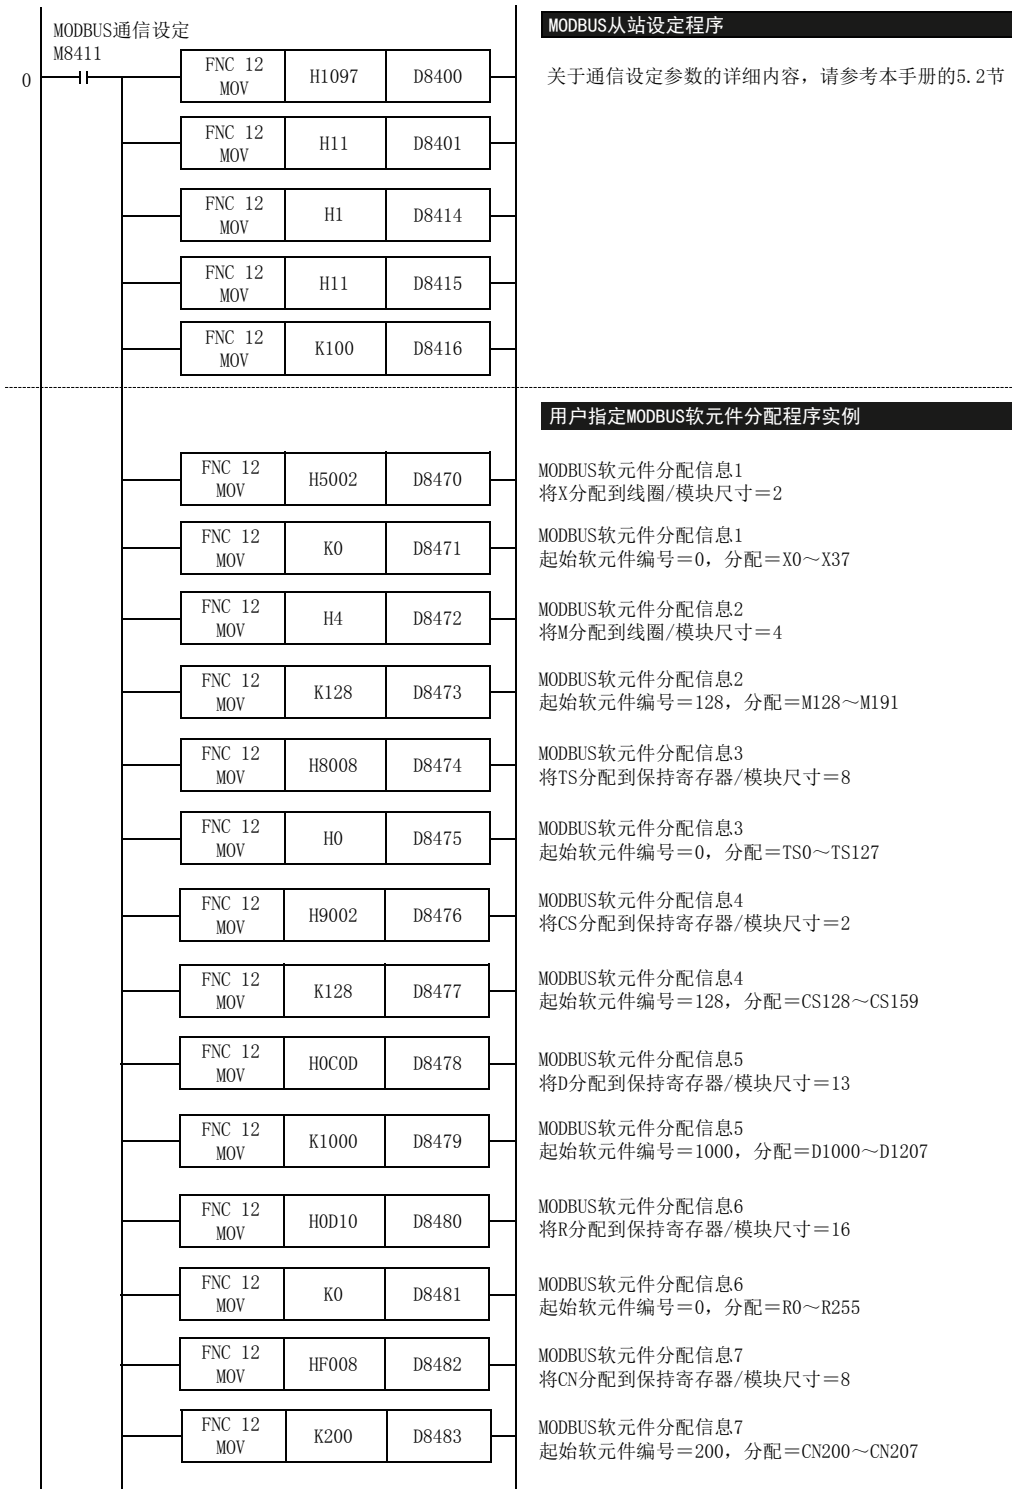 MODBUS通信设定
M8411
MODBUS从站设定程序
0
FNC 12
MOV
H1097
D8400
关于通信设定参数的详细内容，请参考本手册的5.2节
FNC 12
MOV
H11
D8401
FNC 12
MOV
H1
D8414
FNC 12
MOV
H11
D8415
FNC 12
MOV
K100
D8416
用户指定MODBUS软元件分配程序实例
FNC 12
MOV
H5002
D8470
MODBUS软元件分配信息1
将X分配到线圈/模块尺寸＝2
FNC 12
MOV
K0
D8471
MODBUS软元件分配信息1
起始软元件编号＝0，分配＝X0～X37
FNC 12
MOV
H4
D8472
MODBUS软元件分配信息2
将M分配到线圈/模块尺寸＝4
FNC 12
MOV
K128
D8473
MODBUS软元件分配信息2
起始软元件编号＝128，分配＝M128～M191
FNC 12
MOV
H8008
D8474
MODBUS软元件分配信息3
将TS分配到保持寄存器/模块尺寸＝8
FNC 12
MOV
H0
D8475
MODBUS软元件分配信息3
起始软元件编号＝0，分配＝TS0～TS127
FNC 12
MOV
H9002
D8476
MODBUS软元件分配信息4
将CS分配到保持寄存器/模块尺寸＝2
FNC 12
MOV
K128
D8477
MODBUS软元件分配信息4
起始软元件编号＝128，分配＝CS128～CS159
FNC 12
MOV
H0C0D
D8478
MODBUS软元件分配信息5
将D分配到保持寄存器/模块尺寸＝13
FNC 12
MOV
K1000
D8479
MODBUS软元件分配信息5
起始软元件编号＝1000，分配＝D1000～D1207
FNC 12
MOV
H0D10
D8480
MODBUS软元件分配信息6
将R分配到保持寄存器/模块尺寸＝16
FNC 12
MOV
K0
D8481
MODBUS软元件分配信息6
起始软元件编号＝0，分配＝R0～R255
FNC 12
MOV
HF008
D8482
MODBUS软元件分配信息7
将CN分配到保持寄存器/模块尺寸＝8
FNC 12
MOV
K200
D8483
MODBUS软元件分配信息7
起始软元件编号＝200，分配＝CN200～CN207